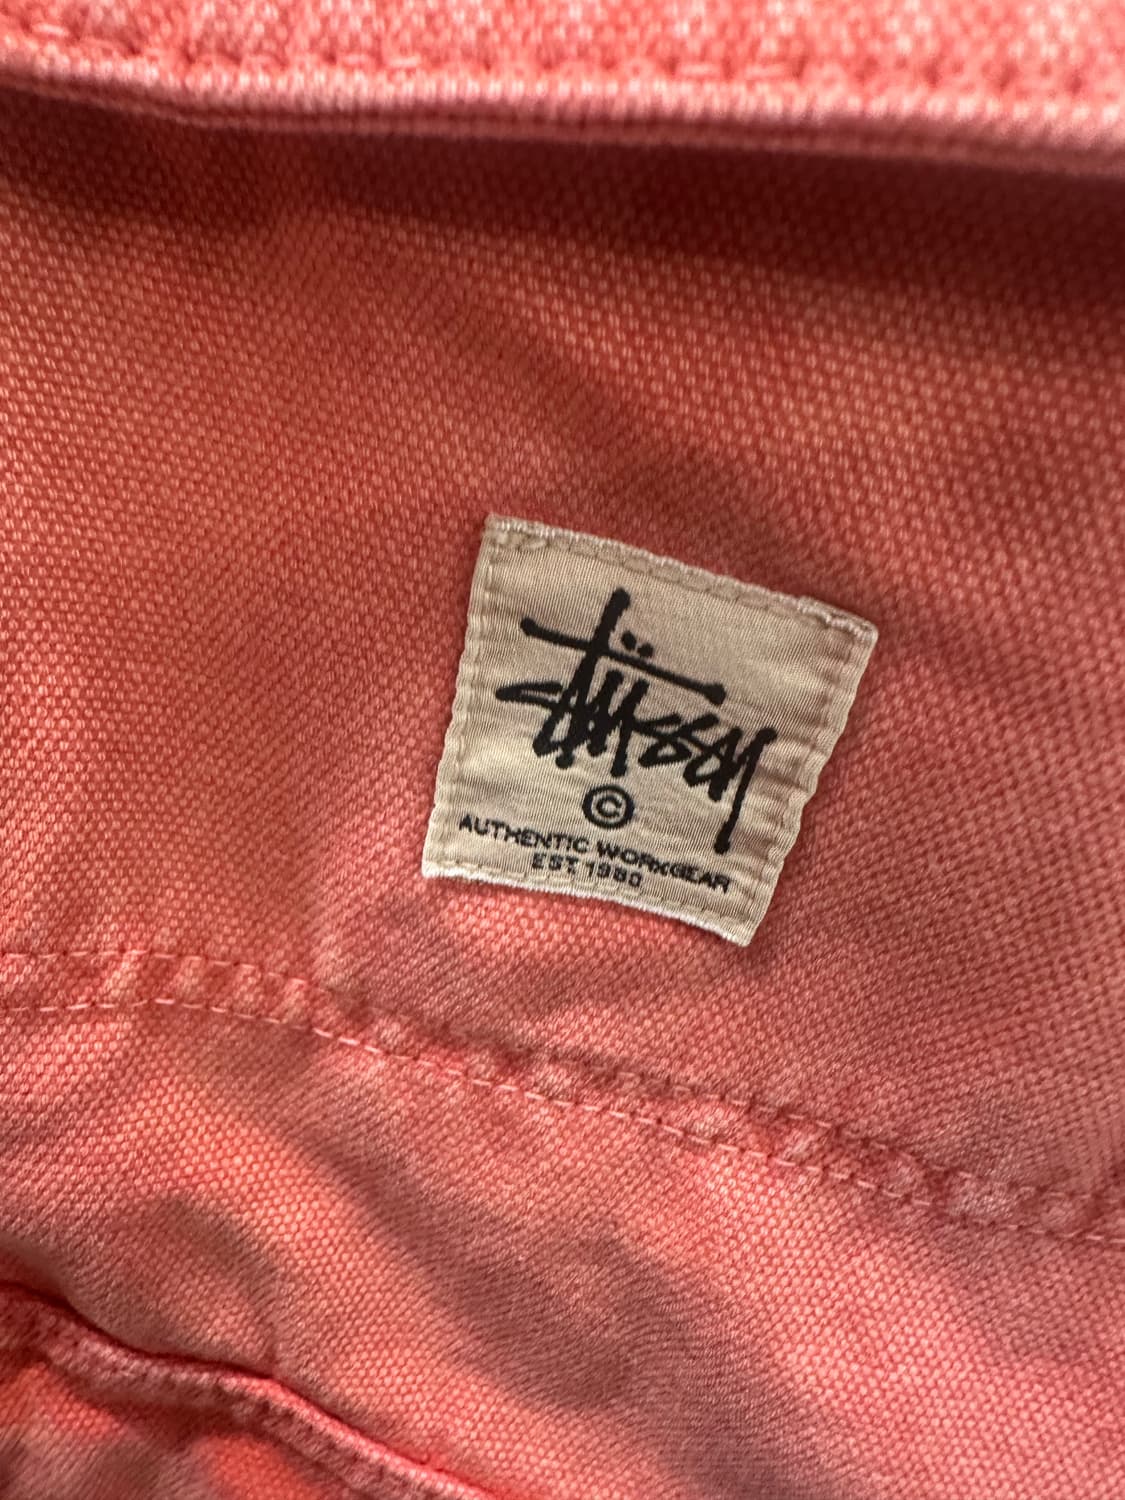 Stüssy
©
AUTHENTIC WORKGEAR
EST. 1980